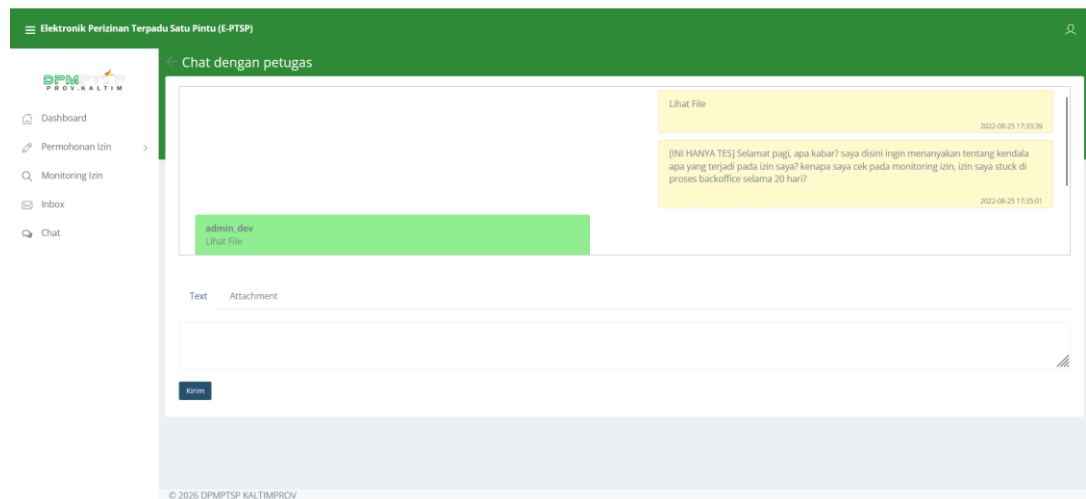 Elektronik Perizinan Terpadu Satu Pintu (E-PTSP)
DPMPTSP
PROV.KALTIM
Dashboard
Permohonan Izin
Monitoring Izin
Inbox
Chat
Chat dengan petugas
Lihat File
2022-08-25 17:33:39
[INI HANYA TES] Selamat pagi, apa kabar? saya disini ingin menanyakan tentang kendala
apa yang terjadi pada izin saya? kenapa saya cek pada monitoring izin, izin saya stuck di
proses backoffice selama 20 hari?
2022-08-25 17:35:01
admin_dev
Lihat File
Text
Attachment
Kirim
© 2026 DPMPTSP KALTIMPROV